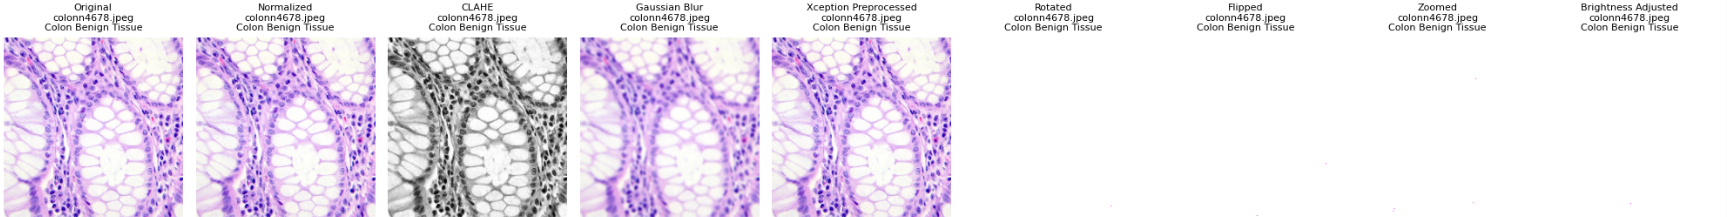 Original
colonn4678.jpeg
Colon Benign Tissue
Normalized
colonn4678.jpeg
Colon Benign Tissue
CLAHE
colonn4678.jpeg
Colon Benign Tissue
Gaussian Blur
colonn4678.jpeg
Colon Benign Tissue
Xception Preprocessed
colonn4678.jpeg
Colon Benign Tissue
Rotated
colonn4678.jpeg
Colon Benign Tissue
Flipped
colonn4678.jpeg
Colon Benign Tissue
Zoomed
colonn4678.jpeg
Colon Benign Tissue
Brightness Adjusted
colonn4678.jpeg
Colon Benign Tissue